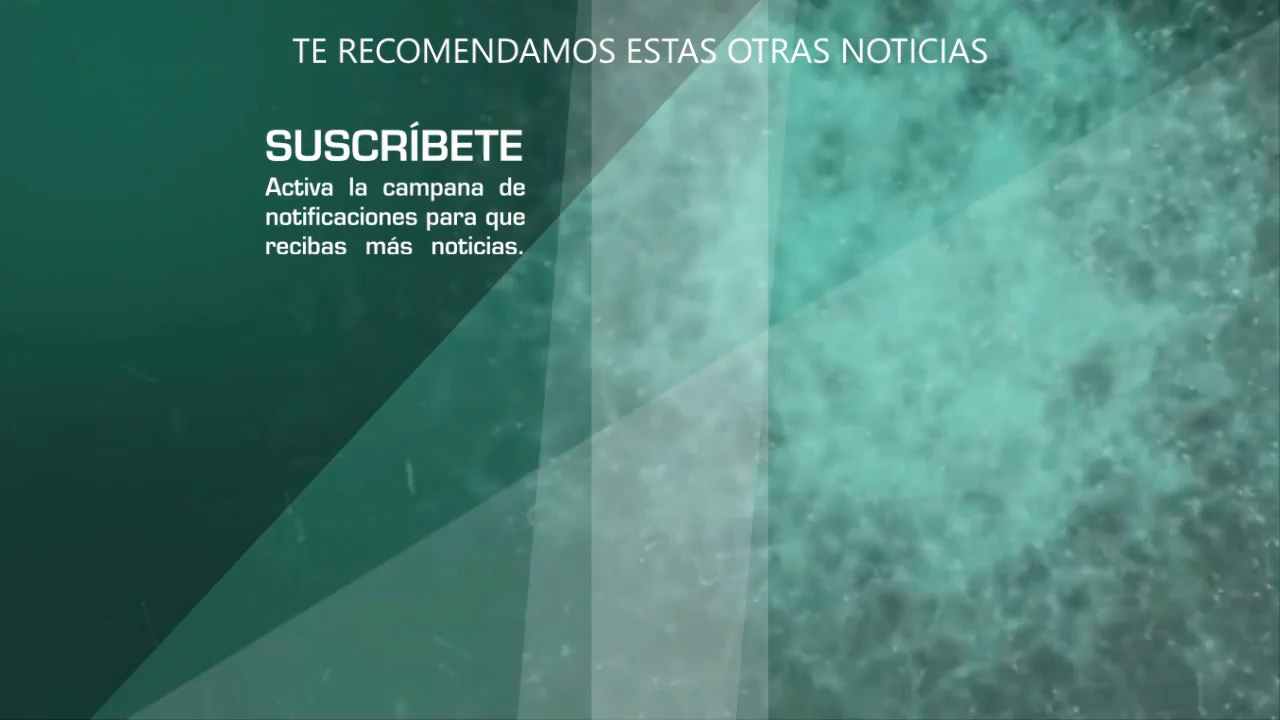 TE RECOMENDAMOS ESTAS OTRAS NOTICIAS
SUSCRÍBETE
Activa la campana de
notificaciones para que
recibas más noticias.